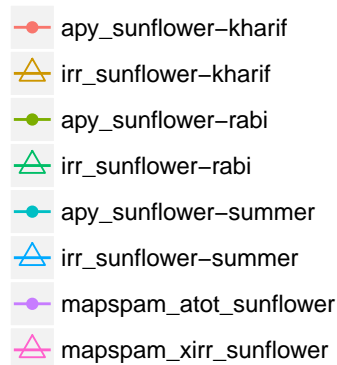 apy_sunflower−kharif
irr_sunflower−kharif
apy_sunflower−rabi
irr_sunflower−rabi
apy_sunflower−summer
irr_sunflower−summer
mapspam_atot_sunflower
mapspam_xirr_sunflower